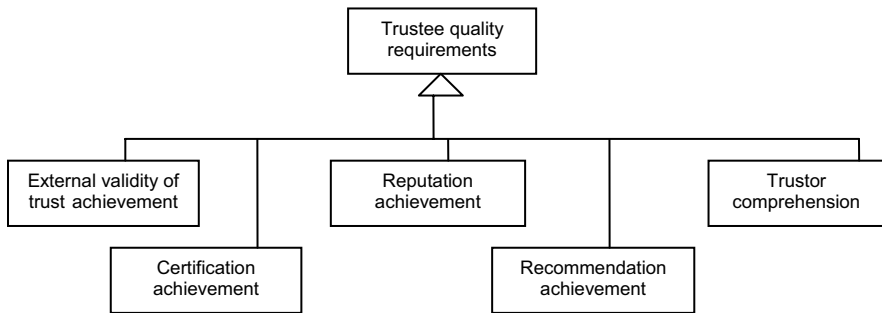 Trustee quality
requirements
External validity of
trust achievement
Reputation
achievement
Trustor
comprehension
Certification
achievement
Recommendation
achievement